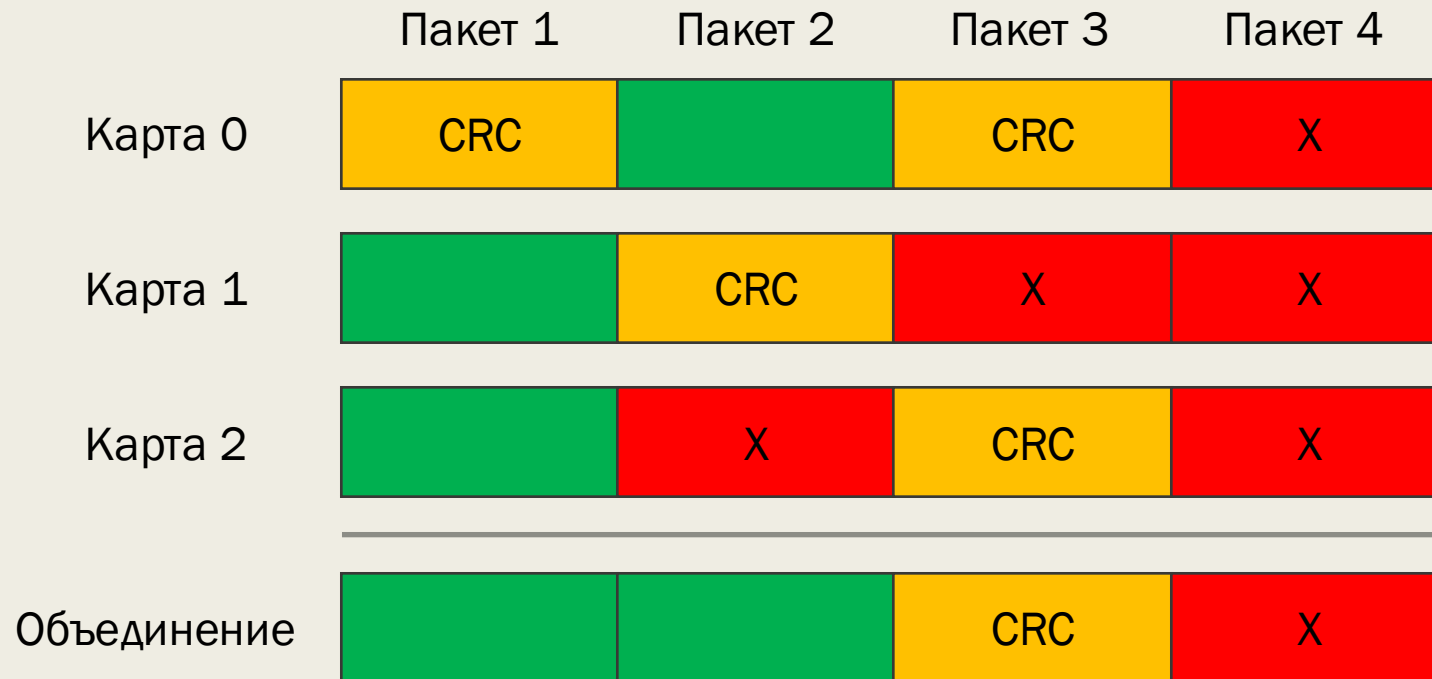 Пакет 1 Пакет 2 Пакет 3 Пакет 4
Карта 0 CRC CRC X
Карта 1 CRC X X
Карта 2 X CRC X
Объединение CRC X